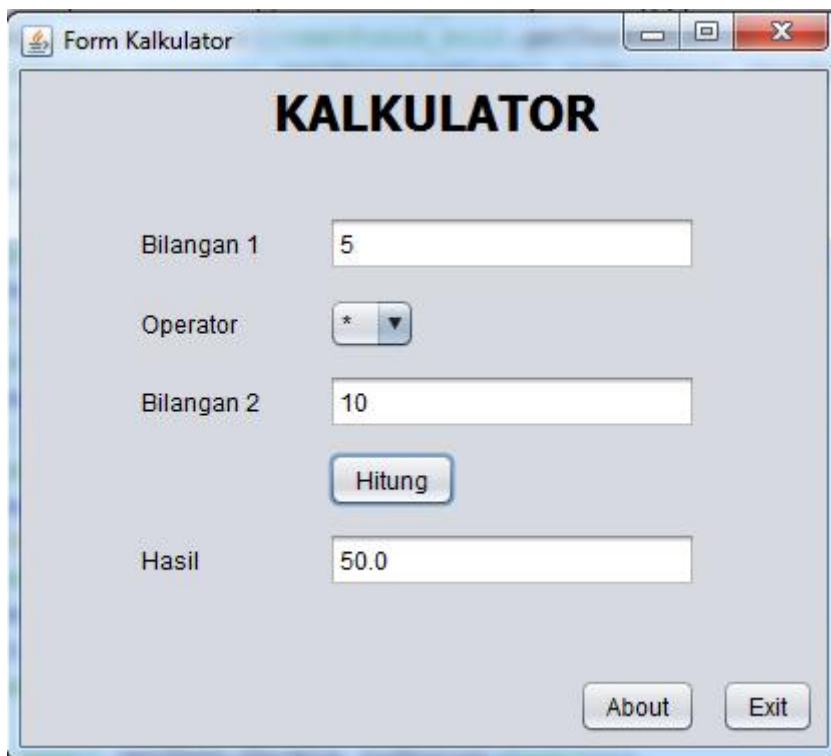 Form Kalkulator
KALKULATOR
Bilangan 1 5
Operator *
Bilangan 2 10
Hitung
Hasil 50.0
About Exit